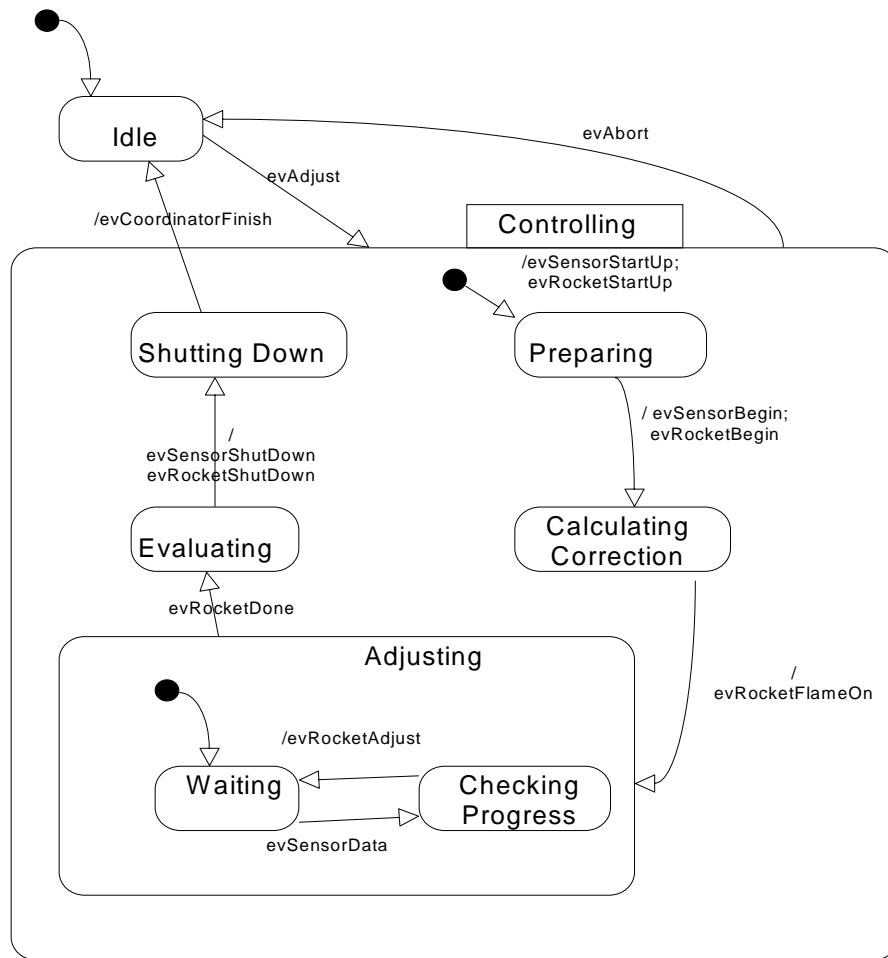 Idle
evAbort
evAdjust
/evCoordinatorFinish
Controlling
/evSensorStartUp;
evRocketStartUp
Shutting Down
Preparing
/
evSensorShutDown
evRocketShutDown
/ evSensorBegin;
evRocketBegin
Evaluating
Calculating
Correction
evRocketDone
Adjusting
/
evRocketFlameOn
/evRocketAdjust
Waiting
Checking
Progress
evSensorData